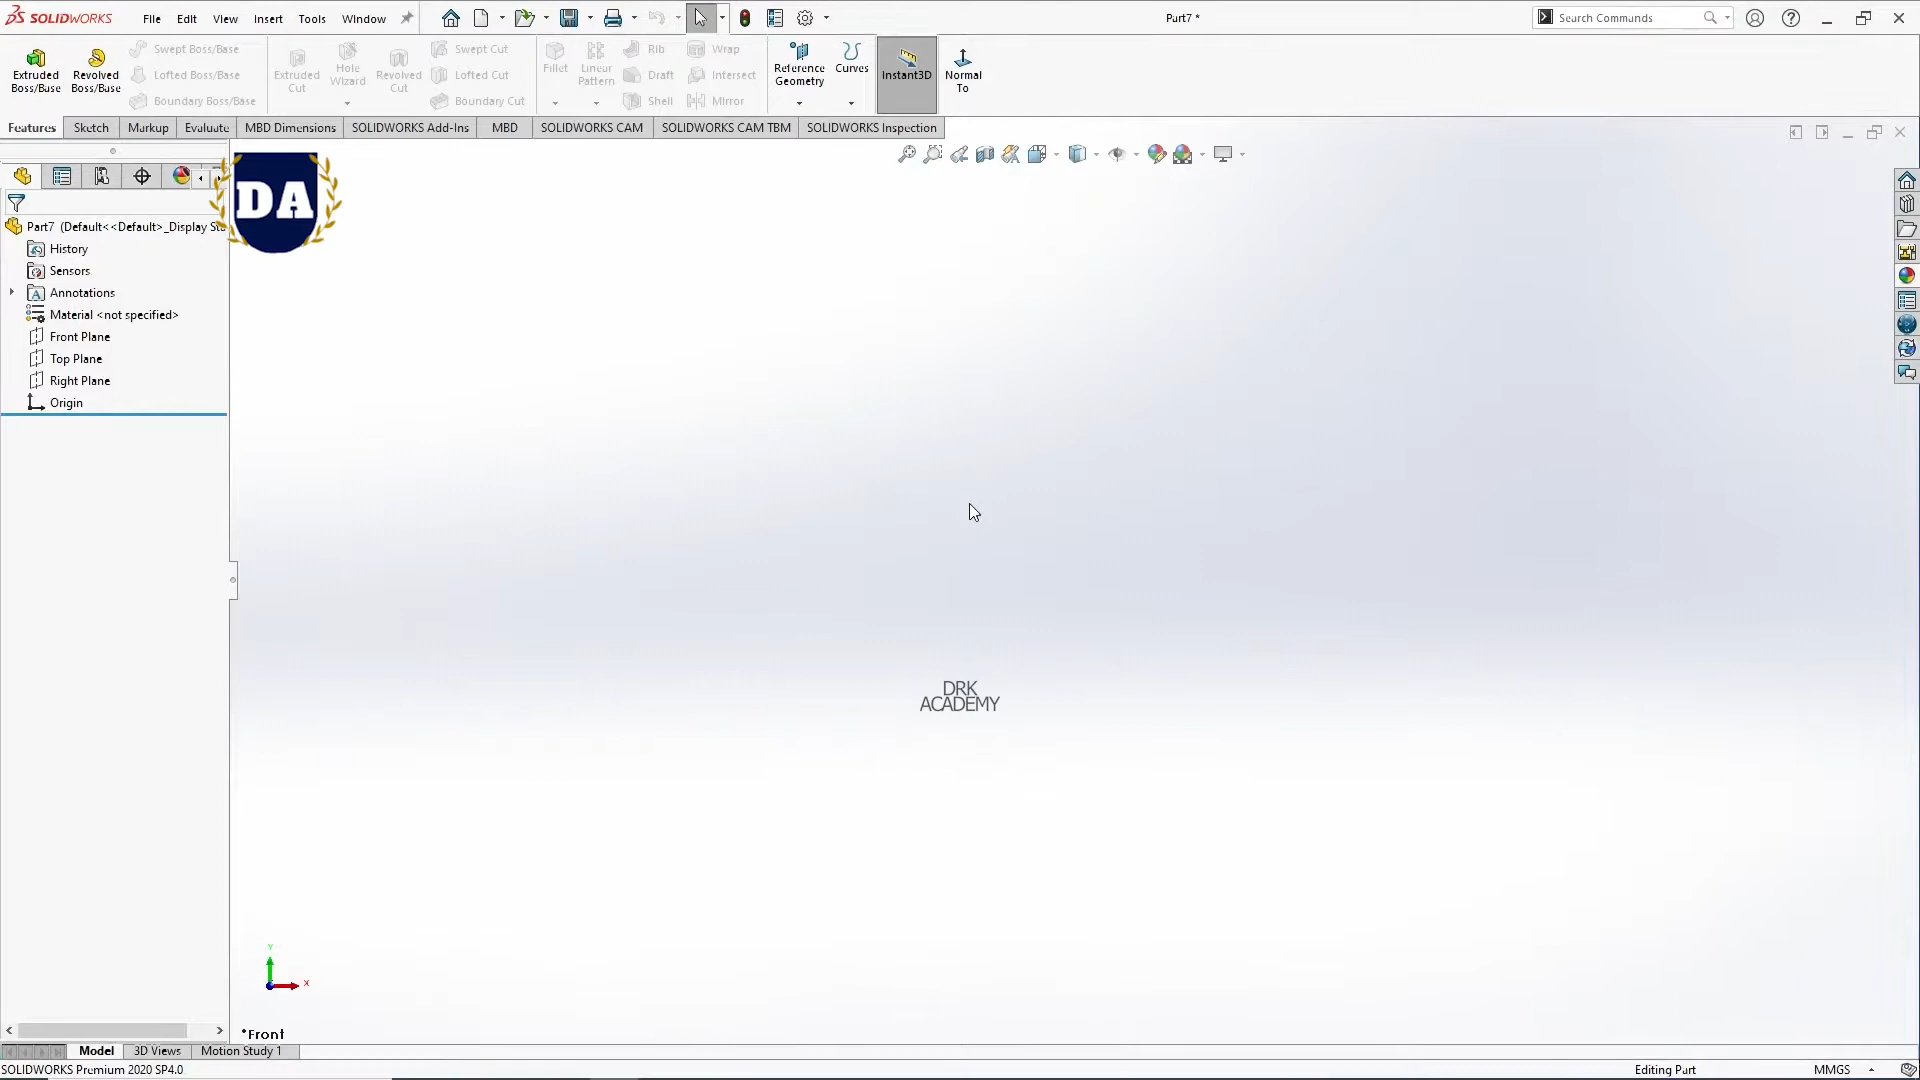 SOLIDWORKS File Edit View Insert Tools Window Part7 * Search Commands
Extruded Boss/Base
Revolved Boss/Base
Swept Boss/Base
Lofted Boss/Base
Boundary Boss/Base
Extruded Cut
Hole Wizard
Revolved Cut
Swept Cut
Lofted Cut
Boundary Cut
Fillet
Linear Pattern
Rib
Draft
Shell
Wrap
Intersect
Mirror
Reference Geometry
Curves
Instant3D
Normal To
Features Sketch Markup Evaluate MBD Dimensions SOLIDWORKS Add-Ins MBD SOLIDWORKS CAM SOLIDWORKS CAM TBM SOLIDWORKS Inspection
DA
Part7 (Default<<Default>_Display Sta
History
Sensors
Annotations
Material <not specified>
Front Plane
Top Plane
Right Plane
Origin
DRK
ACADEMY
Y
X
*Front
Model 3D Views Motion Study 1
SOLIDWORKS Premium 2020 SP4.0 Editing Part MMGS